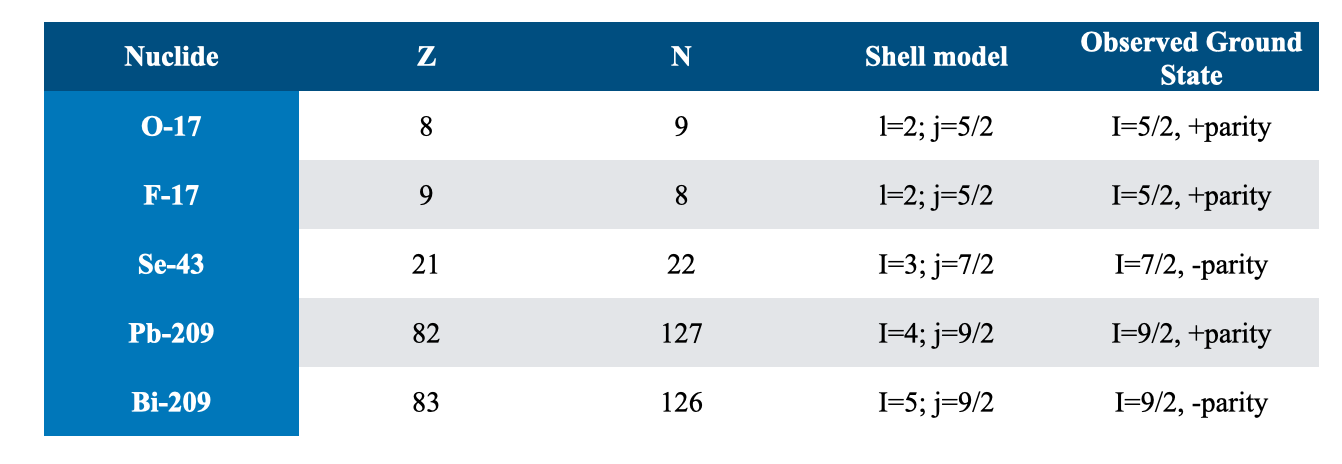 Nuclide Z N Shell model Observed Ground
State
O-17 8 9 l=2; j=5/2 I=5/2, +parity
F-17 9 8 l=2; j=5/2 I=5/2, +parity
Se-43 21 22 I=3; j=7/2 I=7/2, -parity
Pb-209 82 127 I=4; j=9/2 I=9/2, +parity
Bi-209 83 126 I=5; j=9/2 I=9/2, -parity